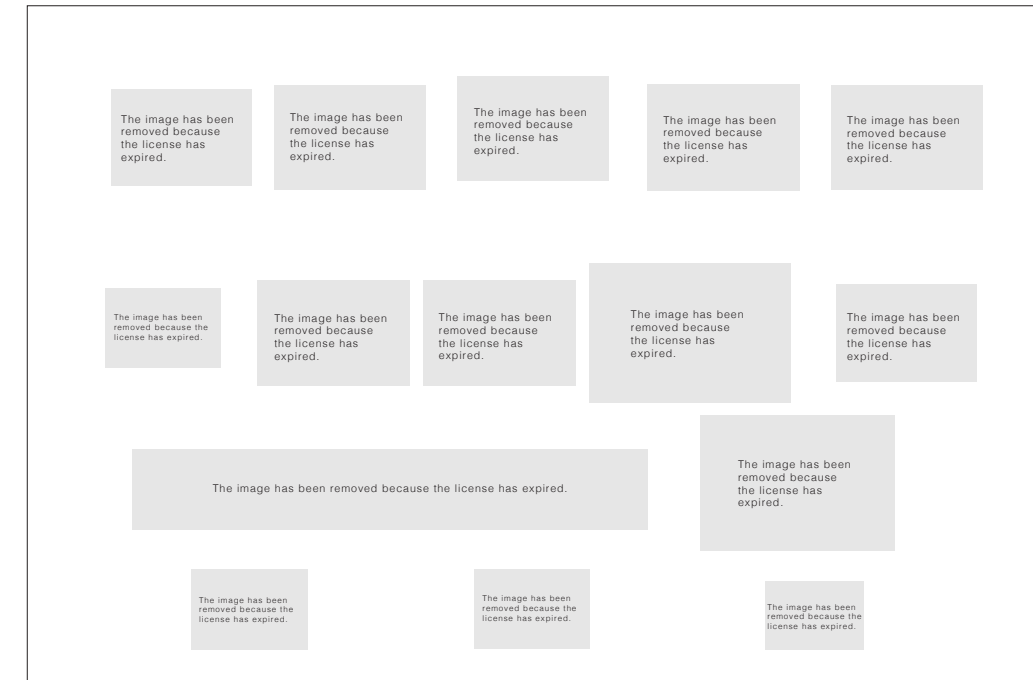 The image has been
removed because
the license has
expired.
The image has been
removed because
the license has
expired.
The image has been
removed because
the license has
expired.
The image has been
removed because
the license has
expired.
The image has been
removed because
the license has
expired.
The image has been
removed because the
license has expired.
The image has been
removed because
the license has
expired.
The image has been
removed because
the license has
expired.
The image has been
removed because
the license has
expired.
The image has been
removed because
the license has
expired.
The image has been removed because the license has expired.
The image has been
removed because
the license has
expired.
The image has been
removed because the
license has expired.
The image has been
removed because the
license has expired.
The image has been
removed because the
license has expired.